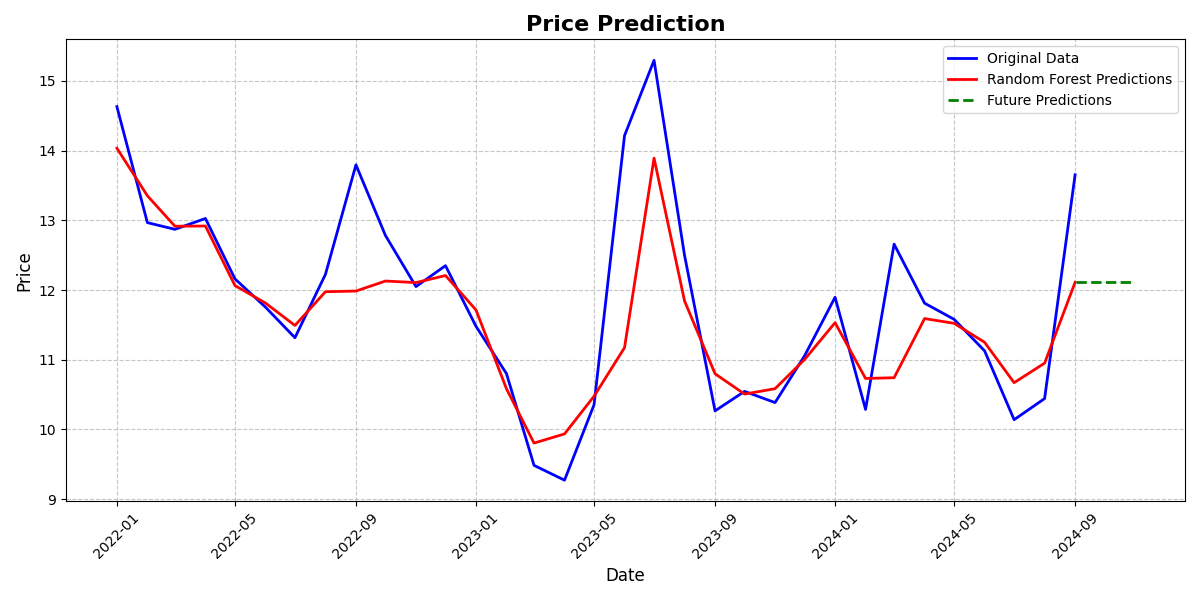 Price Prediction
Original Data
Random Forest Predictions
Future Predictions
Price
15
14
13
12
11
10
9
2022-01
2022-05
2022-09
2023-01
2023-05
2023-09
2024-01
2024-05
2024-09
Date